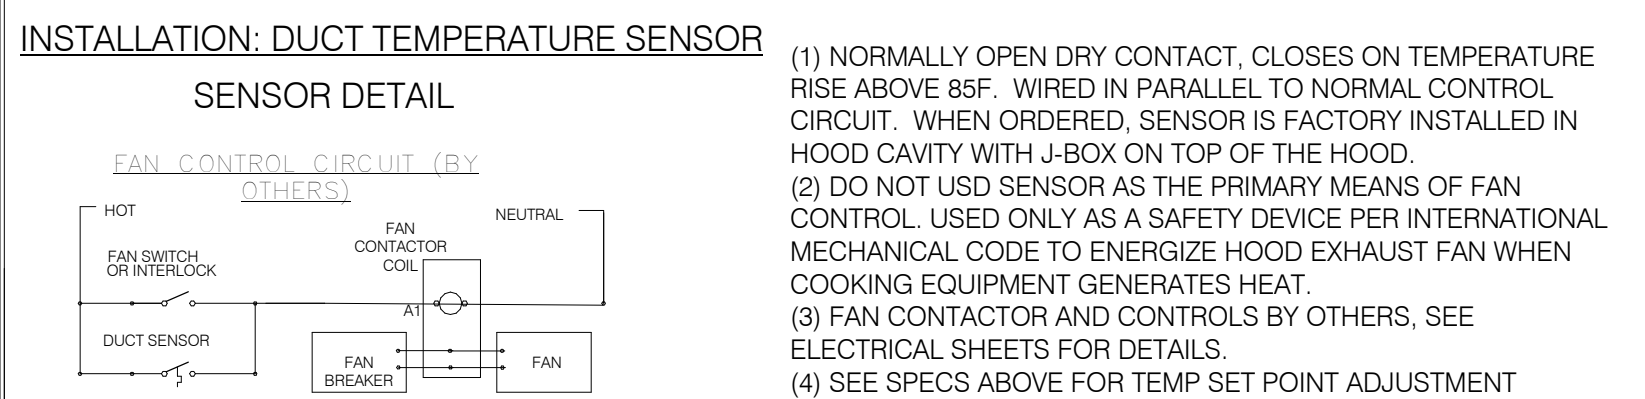 INSTALLATION: DUCT TEMPERATURE SENSOR
SENSOR DETAIL
FAN CONTROL CIRCUIT (BY
OTHERS)
HOT
NEUTRAL
FAN
CONTACTOR
COIL
FAN SWITCH
OR INTERLOCK
A1
DUCT SENSOR
FAN
BREAKER
FAN
(1) NORMALLY OPEN DRY CONTACT, CLOSES ON TEMPERATURE
RISE ABOVE 85F. WIRED IN PARALLEL TO NORMAL CONTROL
CIRCUIT. WHEN ORDERED, SENSOR IS FACTORY INSTALLED IN
HOOD CAVITY WITH J-BOX ON TOP OF THE HOOD.
(2) DO NOT USD SENSOR AS THE PRIMARY MEANS OF FAN
CONTROL. USED ONLY AS A SAFETY DEVICE PER INTERNATIONAL
MECHANICAL CODE TO ENERGIZE HOOD EXHAUST FAN WHEN
COOKING EQUIPMENT GENERATES HEAT.
(3) FAN CONTACTOR AND CONTROLS BY OTHERS, SEE
ELECTRICAL SHEETS FOR DETAILS.
(4) SEE SPECS ABOVE FOR TEMP SET POINT ADJUSTMENT